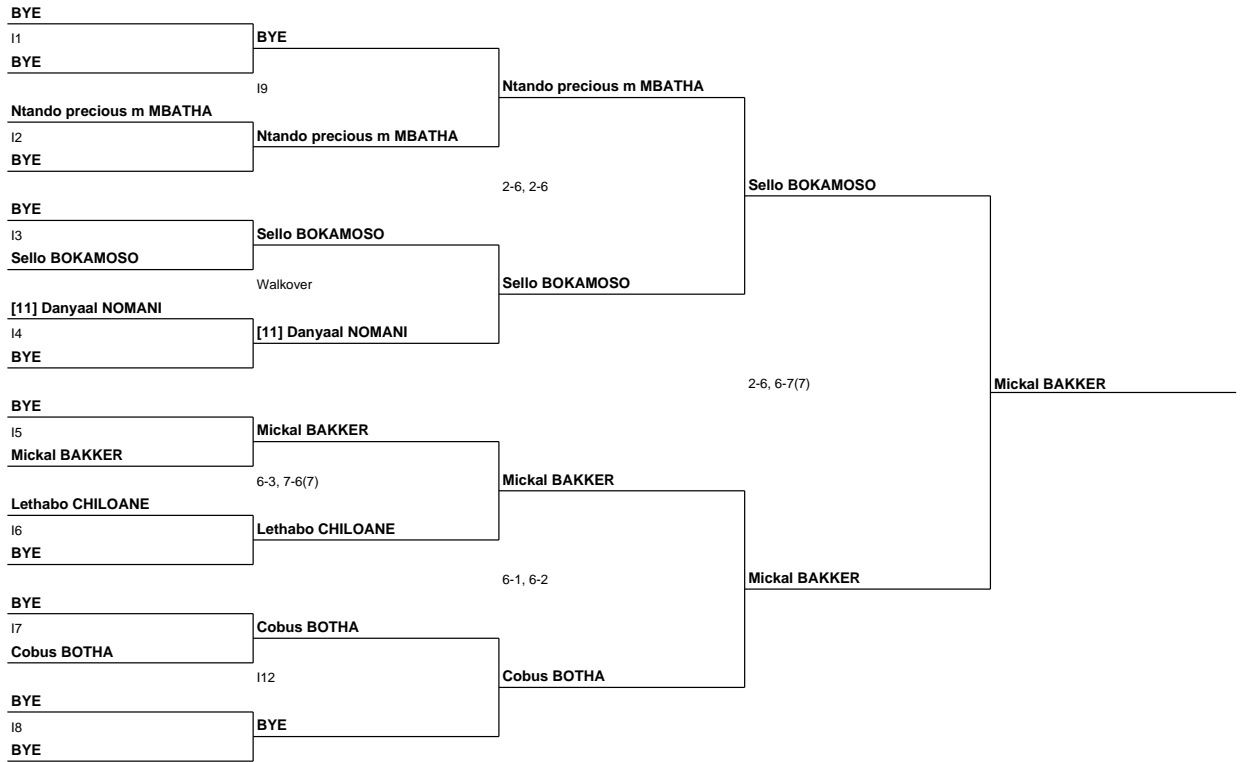 BYE
I1
BYE
BYE
I9
Ntando precious m MBATHA
Ntando precious m MBATHA
I2
Ntando precious m MBATHA
BYE
2-6, 2-6
Sello BOKAMOSO
BYE
I3
Sello BOKAMOSO
Sello BOKAMOSO
Walkover
Sello BOKAMOSO
[11] Danyaal NOMANI
I4
[11] Danyaal NOMANI
BYE
2-6, 6-7(7)
Mickal BAKKER
BYE
I5
Mickal BAKKER
Mickal BAKKER
6-3, 7-6(7)
Mickal BAKKER
Lethabo CHILOANE
I6
Lethabo CHILOANE
BYE
6-1, 6-2
Mickal BAKKER
BYE
I7
Cobus BOTHA
Cobus BOTHA
I12
Cobus BOTHA
BYE
I8
BYE
BYE